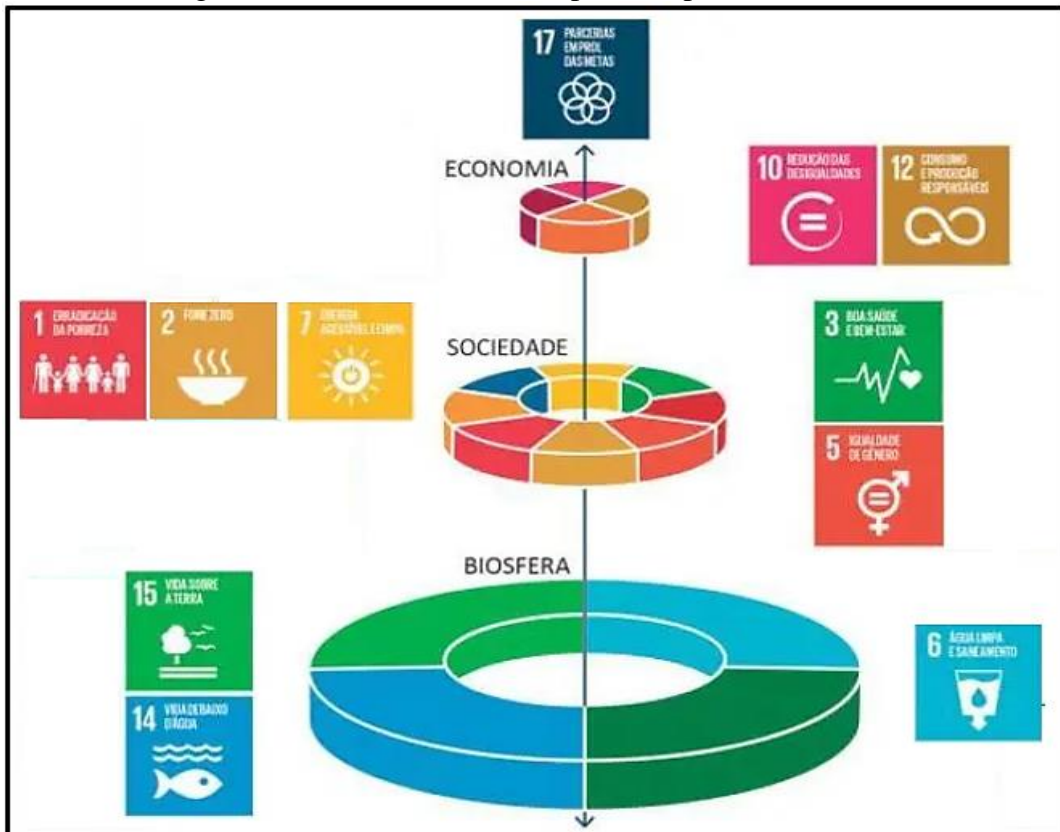 17 PARCERIAS
EM PROL
DAS METAS
ECONOMIA
10 REDUÇÃO DAS
DESIGUALDADES
12 CONSUMO
E PRODUÇÃO
RESPONSÁVEIS
1 ERRADICAÇÃO
DA POBREZA
2 FOME ZERO
7 ENERGIA
ACESSÍVEL E LIMPA
SOCIEDADE
3 BOA SAÚDE
E BEM-ESTAR
5 IGUALDADE
DE GÊNERO
BIOSFERA
15 VIDA SOBRE
A TERRA
14 VIDA DEBAIXO
D'ÁGUA
6 ÁGUA LIMPA
E SANEAMENTO